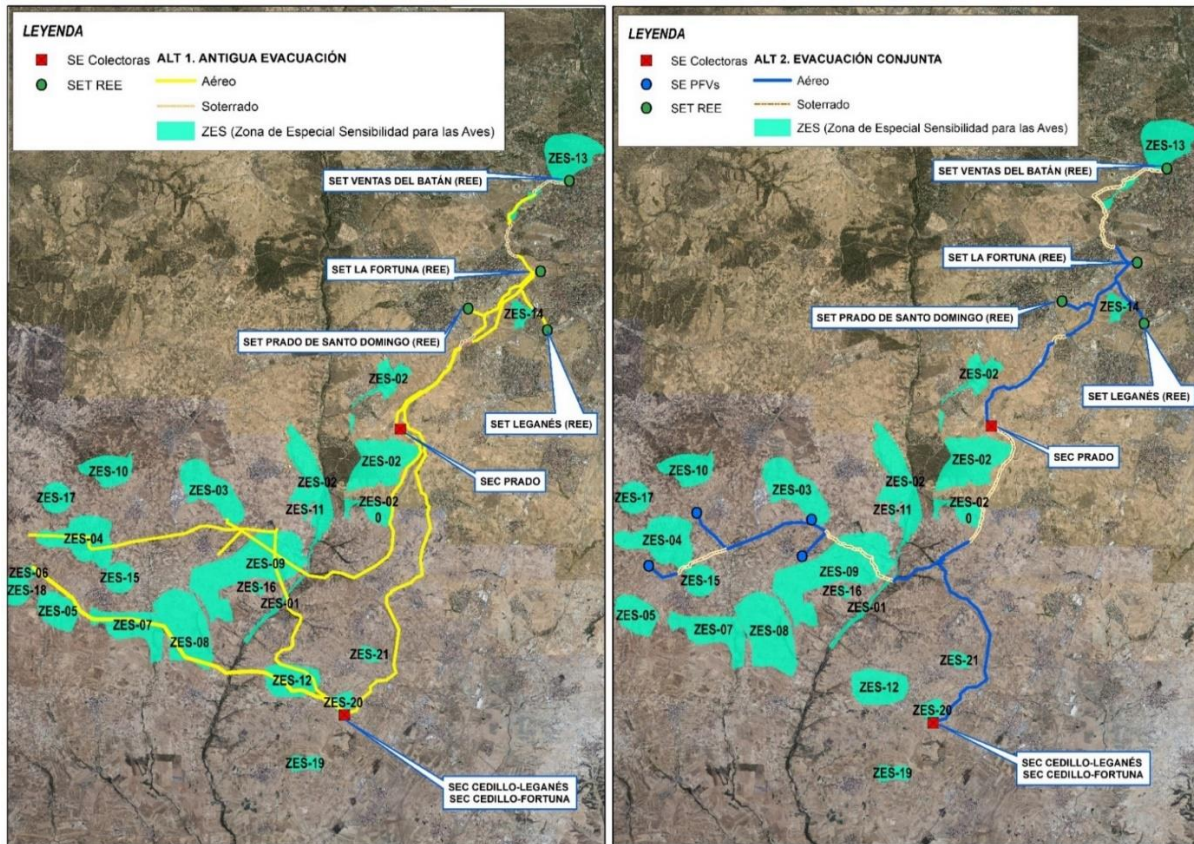 LEYENDA
SE Colectoras
SET REE
ALT 1. ANTIGUA EVACUACIÓN
Aéreo
Soterrado
ZES (Zona de Especial Sensibilidad para las Aves)
ZES-13
SET VENTAS DEL BATÁN (REE)
SET LA FORTUNA (REE)
ZES-14
SET PRADO DE SANTO DOMINGO (REE)
ZES-02
SET LEGANÉS (REE)
SEC PRADO
ZES-02
ZES-10
ZES-03
ZES-02
ZES-17
ZES-11
ZES-02
0
ZES-04
ZES-09
ZES-06
ZES-15
ZES-18
ZES-16
ZES-05
ZES-01
ZES-07
ZES-08
ZES-21
ZES-12
ZES-20
ZES-19
SEC CEDILLO-LEGANÉS
SEC CEDILLO-FORTUNA
LEYENDA
SE Colectoras
SE PFVs
SET REE
ALT 2. EVACUACIÓN CONJUNTA
Aéreo
Soterrado
ZES (Zona de Especial Sensibilidad para las Aves)
ZES-13
SET VENTAS DEL BATÁN (REE)
SET LA FORTUNA (REE)
ZES-14
SET PRADO DE SANTO DOMINGO (REE)
ZES-02
SET LEGANÉS (REE)
SEC PRADO
ZES-02
ZES-10
ZES-03
ZES-02
ZES-17
ZES-11
ZES-02
0
ZES-04
ZES-09
ZES-15
ZES-16
ZES-05
ZES-01
ZES-07
ZES-08
ZES-21
ZES-12
ZES-20
ZES-19
SEC CEDILLO-LEGANÉS
SEC CEDILLO-FORTUNA